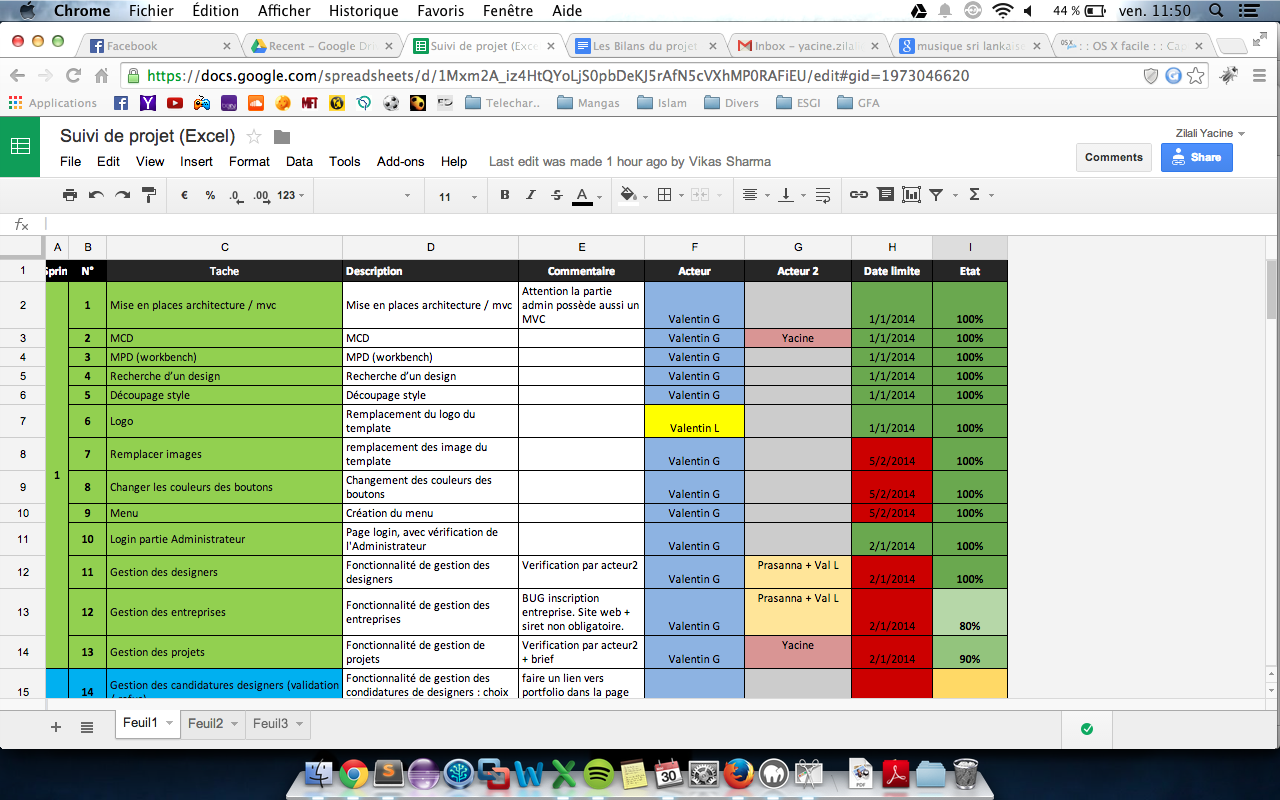 Chrome Fichier Édition Afficher Historique Favoris Fenêtre Aide 44 % ven. 11:50
Facebook Recent – Google Dri Suivi de projet (Exce Les Bilans du projet Inbox – yacine.zilal musique sri lankaise : : OS X facile : : Cap
https://docs.google.com/spreadsheets/d/1Mxm2A_iz4HtQYoLjS0pbDeKJ5rAfN5cVXhMP0RAFiEU/edit#gid=1973046620
Applications Telechar.. Mangas Islam Divers ESGI GFA
Suivi de projet (Excel) Zilali Yacine
File Edit View Insert Format Data Tools Add-ons Help Last edit was made 1 hour ago by Vikas Sharma Comments Share
€ % .0 .00 123 11 B I S A Σ
fx
A B C D E F G H I
1 Sprin N° Tache Description Commentaire Acteur Acteur 2 Date limite Etat
2 1 Mise en places architecture / mvc Mise en places architecture / mvc Attention la partie
admin possède aussi un
MVC Valentin G 1/1/2014 100%
3 2 MCD MCD Valentin G Yacine 1/1/2014 100%
4 3 MPD (workbench) MPD (workbench) Valentin G 1/1/2014 100%
5 4 Recherche d'un design Recherche d'un design Valentin G 1/1/2014 100%
6 5 Découpage style Découpage style Valentin G 1/1/2014 100%
7 6 Logo Remplacement du logo du
template Valentin L 1/1/2014 100%
8 7 Remplacer images remplacement des image du
template Valentin G 5/2/2014 100%
1
9 8 Changer les couleurs des boutons Changement des couleurs des
boutons Valentin G 5/2/2014 100%
10 9 Menu Création du menu Valentin G 5/2/2014 100%
11 10 Login partie Administrateur Page login, avec vérification de
l'Administrateur Valentin G 2/1/2014 100%
12 11 Gestion des designers Fonctionnalité de gestion des
designers Verification par acteur2 Valentin G Prasanna + Val L 2/1/2014 100%
13 12 Gestion des entreprises Fonctionnalité de gestion des
entreprises BUG inscription
entreprise. Site web +
siret non obligatoire. Valentin G Prasanna + Val L 2/1/2014 80%
14 13 Gestion des projets Fonctionnalité de gestion de
projets Verification par acteur2
+ brief Valentin G Yacine 2/1/2014 90%
15 14 Gestion des candidatures designers (validation Fonctionnalité de gestion des
condidatures de designers : choix faire un lien vers
portfolio dans la page
Feuil1 Feuil2 Feuil3
30
PDF